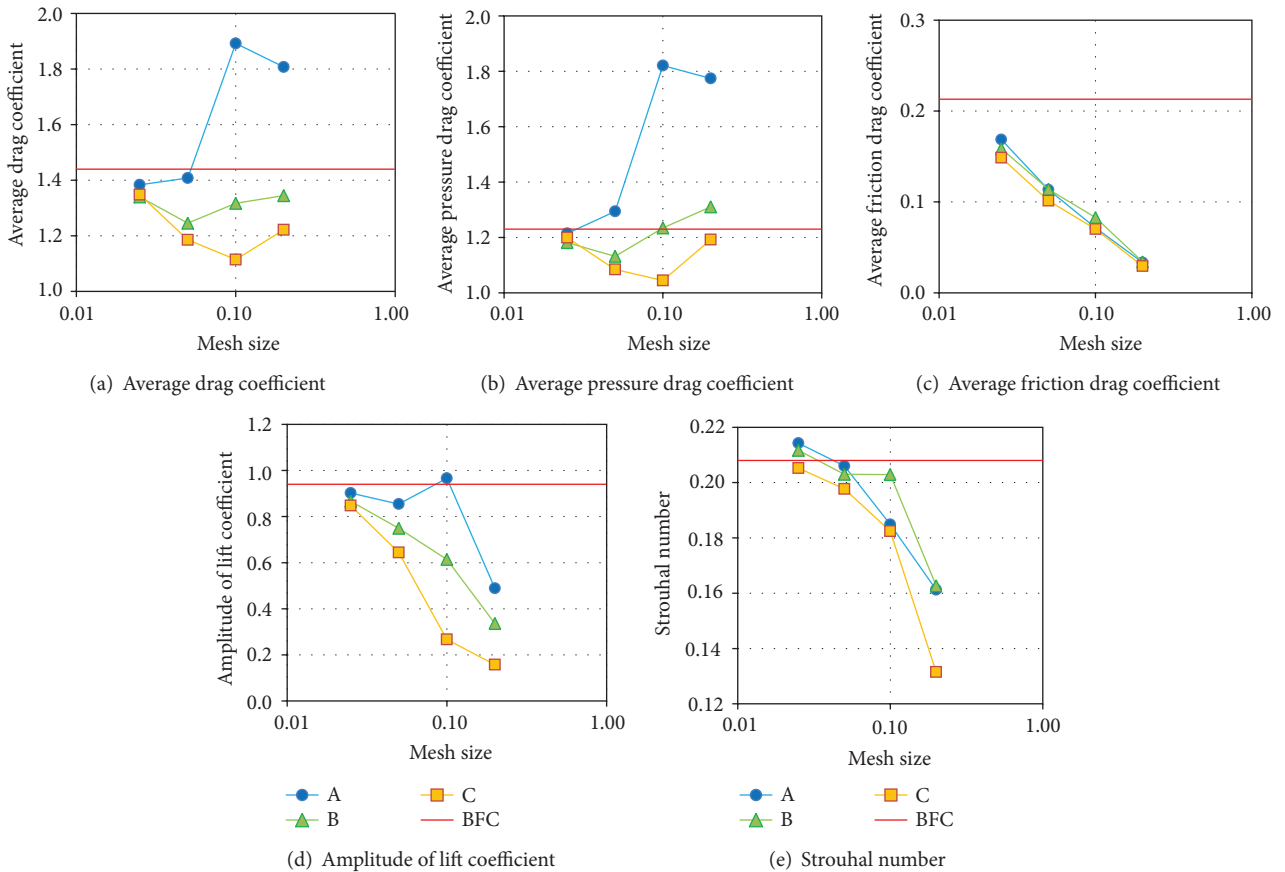 2.0
1.8
1.6
1.4
1.2
1.0
0.01
0.10
1.00
Average drag coefficient
Mesh size
(a) Average drag coefficient
2.0
1.8
1.6
1.4
1.2
1.0
0.01
0.10
1.00
Average pressure drag coefficient
Mesh size
(b) Average pressure drag coefficient
0.3
0.2
0.1
0.0
0.01
0.10
1.00
Average friction drag coefficient
Mesh size
(c) Average friction drag coefficient
1.2
1.0
0.8
0.6
0.4
0.2
0.0
0.01
0.10
1.00
Amplitude of lift coefficient
Mesh size
A
C
B
BFC
(d) Amplitude of lift coefficient
0.22
0.20
0.18
0.16
0.14
0.12
0.01
0.10
1.00
Strouhal number
Mesh size
A
C
B
BFC
(e) Strouhal number